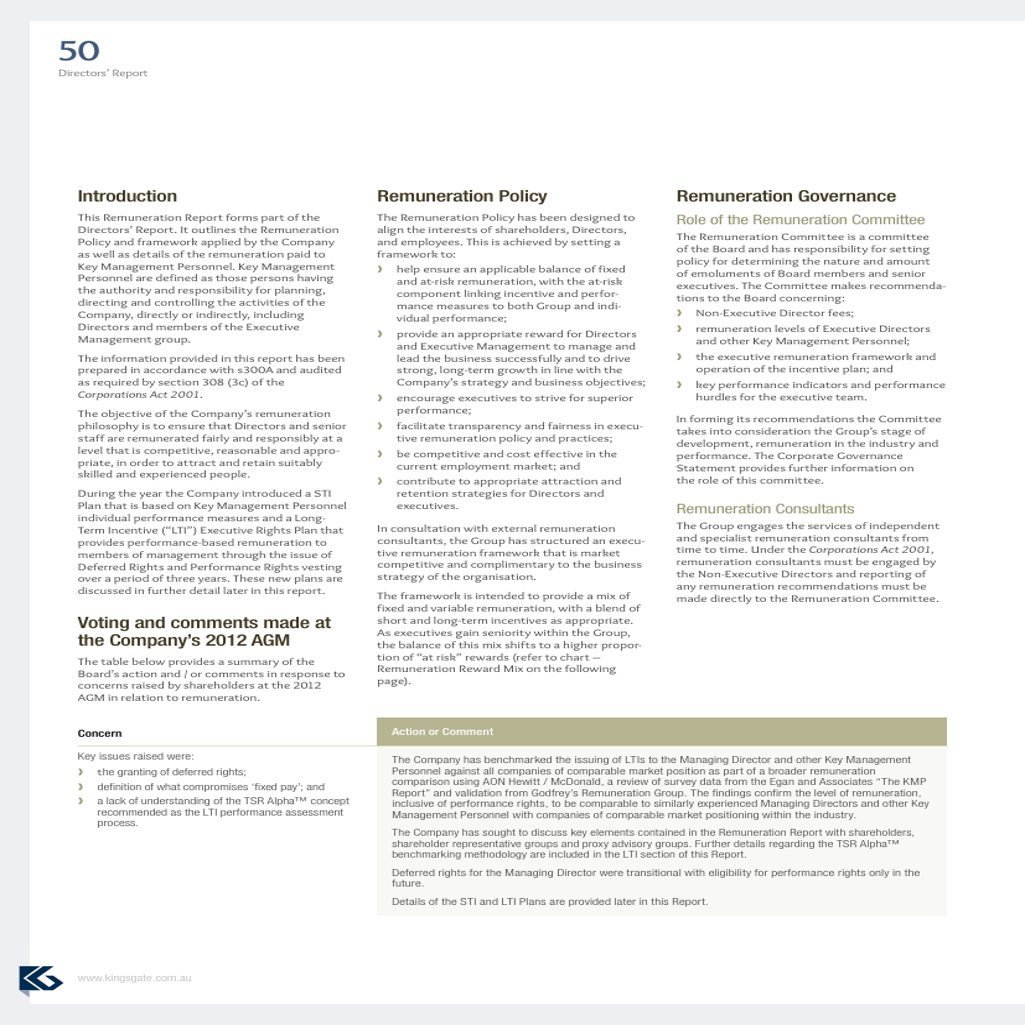 50
Directors' Report
Introduction
This Remuneration Report forms part of the
Directors' Report. It outlines the Remuneration
Policy and framework applied by the Company
as well as details of the remuneration paid to
Key Management Personnel. Key Management
Personnel are defined as those persons having
the authority and responsibility for planning,
directing and controlling the activities of the
Company, directly or indirectly, including
Directors and members of the Executive
Management group.
The information provided in this report has been
prepared in accordance with s300A and audited
as required by section 308 (3c) of the
Corporations Act 2001.
The objective of the Company's remuneration
philosophy is to ensure that Directors and senior
staff are remunerated fairly and responsibly at a
level that is competitive, reasonable and appro-
priate, in order to attract and retain suitably
skilled and experienced people.
During the year the Company introduced a STI
Plan that is based on Key Management Personnel
individual performance measures and a Long-
Term Incentive ("LTI") Executive Rights Plan that
provides performance-based remuneration to
members of management through the issue of
Deferred Rights and Performance Rights vesting
over a period of three years. These new plans are
discussed in further detail later in this report.
Voting and comments made at
the Company's 2012 AGM
The table below provides a summary of the
Board's action and / or comments in response to
concerns raised by shareholders at the 2012
AGM in relation to remuneration.
Remuneration Policy
The Remuneration Policy has been designed to
align the interests of shareholders, Directors,
and employees. This is achieved by setting a
framework to:
› help ensure an applicable balance of fixed
and at-risk remuneration, with the at-risk
component linking incentive and perfor-
mance measures to both Group and indi-
vidual performance;
› provide an appropriate reward for Directors
and Executive Management to manage and
lead the business successfully and to drive
strong, long-term growth in line with the
Company's strategy and business objectives;
› encourage executives to strive for superior
performance;
› facilitate transparency and fairness in execu-
tive remuneration policy and practices;
› be competitive and cost effective in the
current employment market; and
› contribute to appropriate attraction and
retention strategies for Directors and
executives.
In consultation with external remuneration
consultants, the Group has structured an execu-
tive remuneration framework that is market
competitive and complimentary to the business
strategy of the organisation.
The framework is intended to provide a mix of
fixed and variable remuneration, with a blend of
short and long-term incentives as appropriate.
As executives gain seniority within the Group,
the balance of this mix shifts to a higher propor-
tion of "at risk" rewards (refer to chart –
Remuneration Reward Mix on the following
page).
Remuneration Governance
Role of the Remuneration Committee
The Remuneration Committee is a committee
of the Board and has responsibility for setting
policy for determining the nature and amount
of emoluments of Board members and senior
executives. The Committee makes recommenda-
tions to the Board concerning:
› Non-Executive Director fees;
› remuneration levels of Executive Directors
and other Key Management Personnel;
› the executive remuneration framework and
operation of the incentive plan; and
› key performance indicators and performance
hurdles for the executive team.
In forming its recommendations the Committee
takes into consideration the Group's stage of
development, remuneration in the industry and
performance. The Corporate Governance
Statement provides further information on
the role of this committee.
Remuneration Consultants
The Group engages the services of independent
and specialist remuneration consultants from
time to time. Under the Corporations Act 2001,
remuneration consultants must be engaged by
the Non-Executive Directors and reporting of
any remuneration recommendations must be
made directly to the Remuneration Committee.
Concern
Key issues raised were:
› the granting of deferred rights;
› definition of what compromises 'fixed pay'; and
› a lack of understanding of the TSR Alpha™ concept
recommended as the LTI performance assessment
process.
Action or Comment
The Company has benchmarked the issuing of LTIs to the Managing Director and other Key Management
Personnel against all companies of comparable market position as part of a broader remuneration
comparison using AON Hewitt / McDonald, a review of survey data from the Egan and Associates "The KMP
Report" and validation from Godfrey's Remuneration Group. The findings confirm the level of remuneration,
inclusive of performance rights, to be comparable to similarly experienced Managing Directors and other Key
Management Personnel with companies of comparable market positioning within the industry.
The Company has sought to discuss key elements contained in the Remuneration Report with shareholders,
shareholder representative groups and proxy advisory groups. Further details regarding the TSR Alpha™
benchmarking methodology are included in the LTI section of this Report.
Deferred rights for the Managing Director were transitional with eligibility for performance rights only in the
future.
Details of the STI and LTI Plans are provided later in this Report.
www.kingsgate.com.au